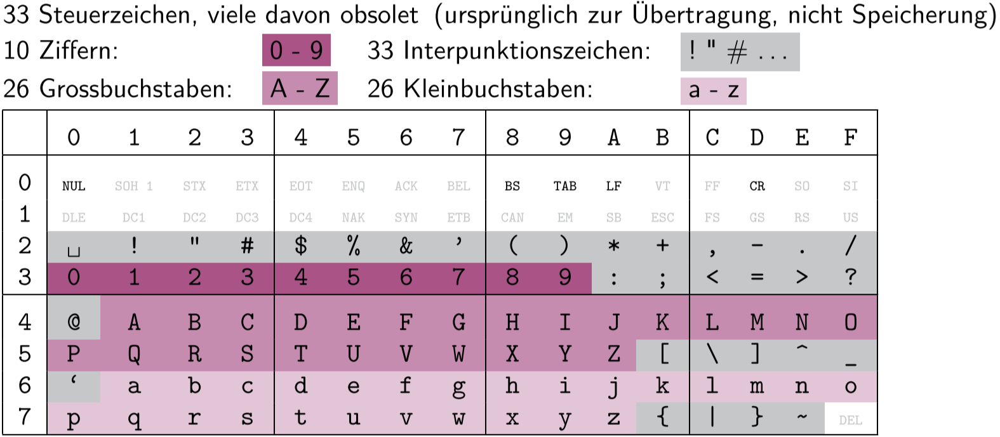 33 Steuerzeichen, viele davon obsolet (ursprünglich zur Übertragung, nicht Speicherung)
10 Ziffern: 0 - 9 33 Interpunktionszeichen: ! " # ...
26 Grossbuchstaben: A - Z 26 Kleinbuchstaben: a - z
0 1 2 3 4 5 6 7 8 9 A B C D E F
0 NUL SOH 1 STX ETX EOT ENQ ACK BEL BS TAB LF VT FF CR SO SI
1 DLE DC1 DC2 DC3 DC4 NAK SYN ETB CAN EM SB ESC FS GS RS US
2 ␣ ! " # $ % & ’ ( ) * + , - . /
3 0 1 2 3 4 5 6 7 8 9 : ; < = > ?
4 @ A B C D E F G H I J K L M N O
5 P Q R S T U V W X Y Z [ \ ] ^ _
6 ‘ a b c d e f g h i j k l m n o
7 p q r s t u v w x y z { | } ~ DEL